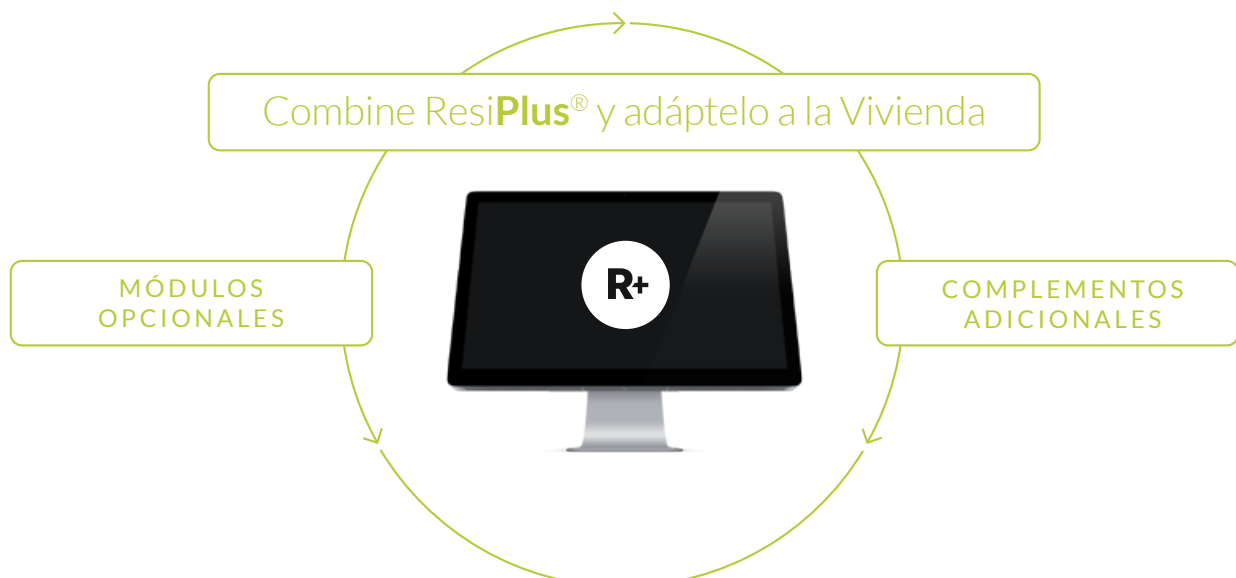 Combine ResiPlus® y adáptelo a la Vivienda
R+
MÓDULOS
OPCIONALES
COMPLEMENTOS
ADICIONALES